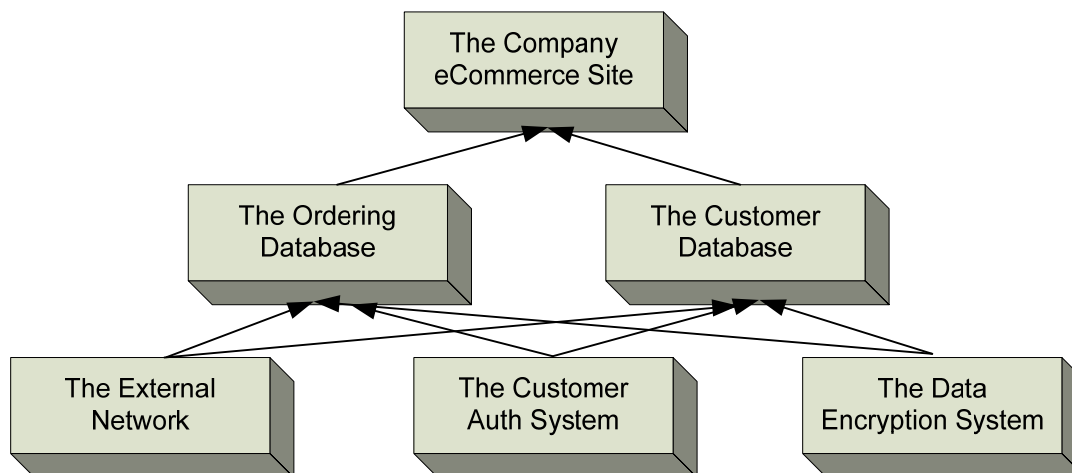 The Company
eCommerce Site
The Ordering
Database
The Customer
Database
The External
Network
The Customer
Auth System
The Data
Encryption System